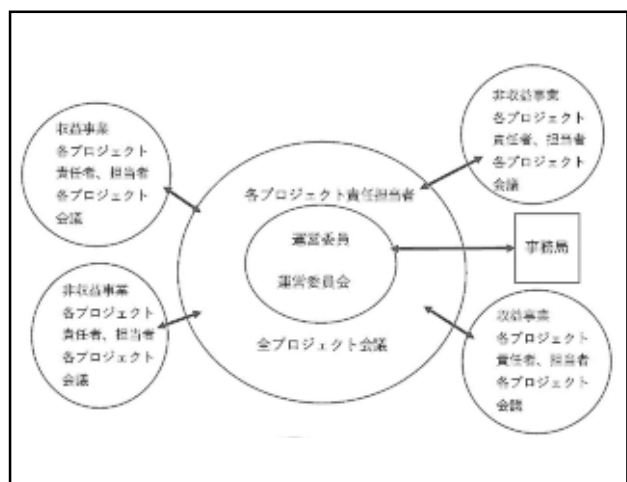 収益事業
各プロジェクト
責任者、担当者
各プロジェクト
会議
非収益事業
各プロジェクト
責任者、担当者
各プロジェクト
会議
各プロジェクト責任担当者
運営委員
運営委員会
全プロジェクト会議
事務局
非収益事業
各プロジェクト
責任者、担当者
各プロジェクト
会議
収益事業
各プロジェクト
責任者、担当者
各プロジェクト
会議